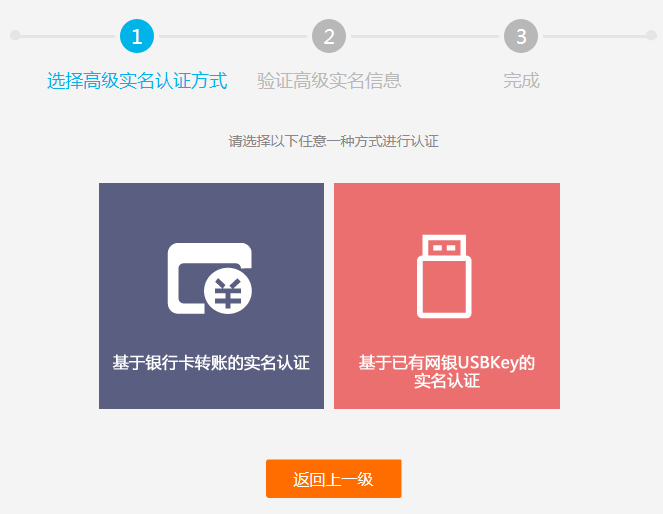 1 2 3
选择高级实名认证方式 验证高级实名信息 完成
请选择以下任意一种方式进行认证
基于银行卡转账的实名认证
基于已有网银USBKey的
实名认证
返回上一级